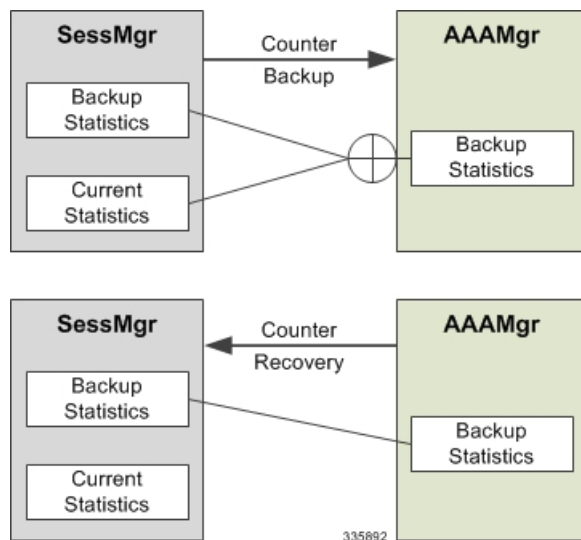 SessMgr
Counter
Backup
AAAMgr
Backup
Statistics
Current
Statistics
Backup
Statistics
SessMgr
Counter
Recovery
AAAMgr
Backup
Statistics
Current
Statistics
Backup
Statistics
335892